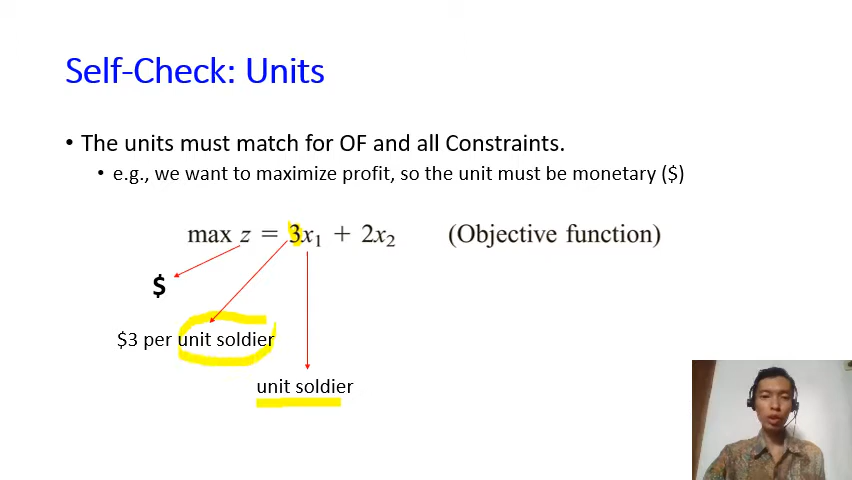 Self-Check: Units
• The units must match for OF and all Constraints.
• e.g., we want to maximize profit, so the unit must be monetary ($)
max z = 3x₁ + 2x₂ (Objective function)
$
$3 per unit soldier
unit soldier